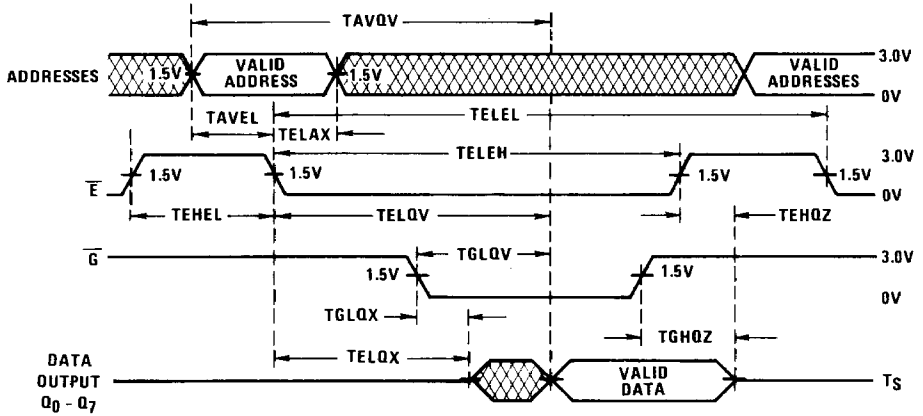 TAVQV
ADDRESSES
1.5V
VALID
ADDRESS
1.5V
VALID
ADDRESSES
3.0V
0V
TAVEL
TELAX
TELEL
TELEH
E
1.5V
1.5V
1.5V
1.5V
3.0V
0V
TEHEL
TELQV
TEHQZ
G
1.5V
TGLQV
1.5V
3.0V
0V
TGLQX
TGHQZ
TELQX
DATA
OUTPUT
Q0 - Q7
VALID
DATA
TS